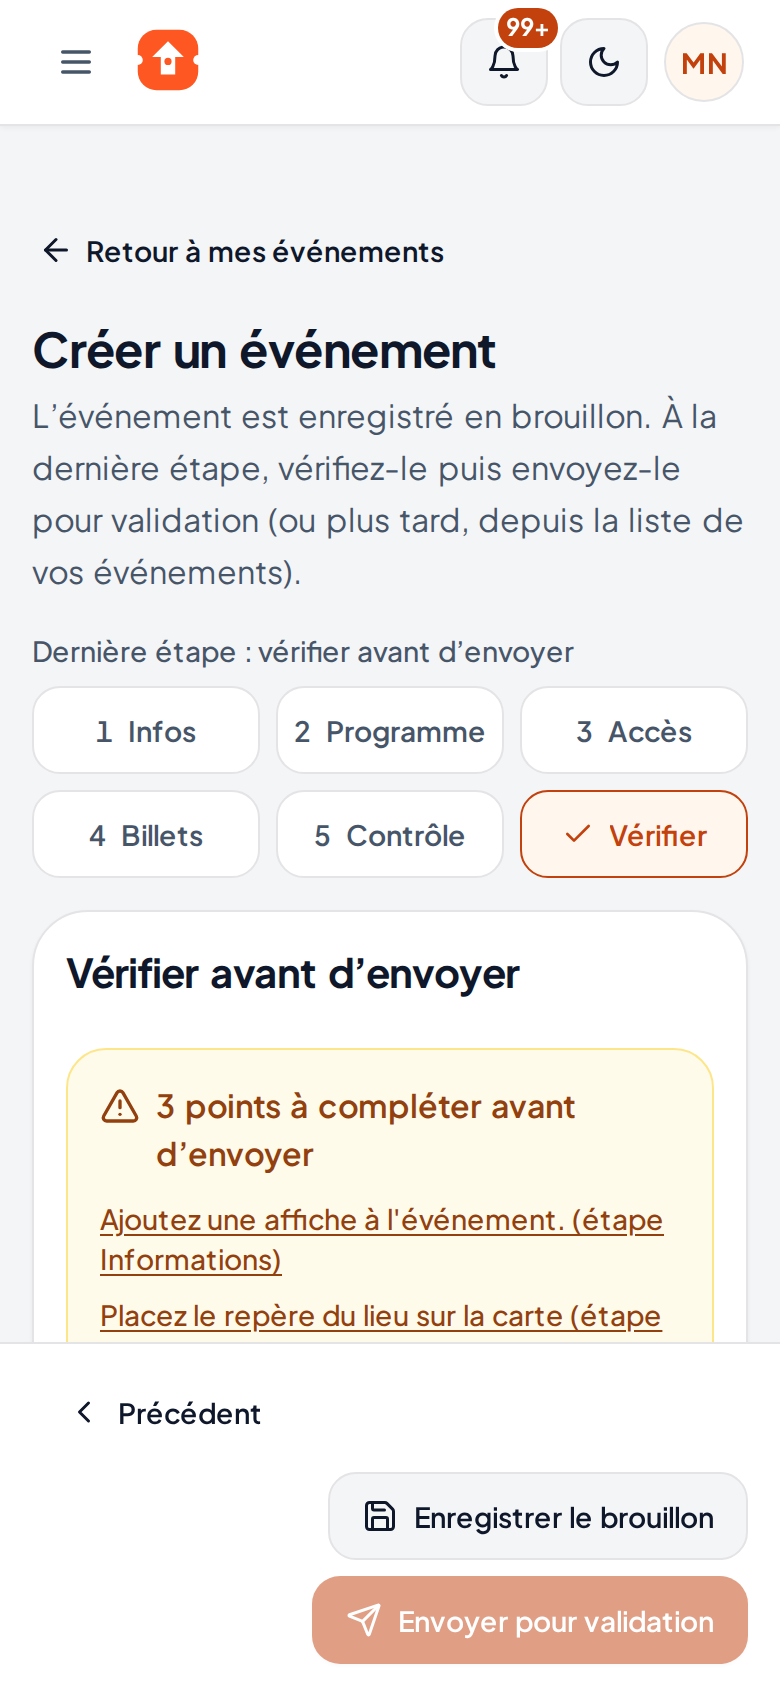 99+
MN
Retour à mes événements
Créer un événement
L’événement est enregistré en brouillon. À la
dernière étape, vérifiez-le puis envoyez-le
pour validation (ou plus tard, depuis la liste de
vos événements).
Dernière étape : vérifier avant d’envoyer
1 Infos
2 Programme
3 Accès
4 Billets
5 Contrôle
Vérifier
Vérifier avant d’envoyer
3 points à compléter avant
d’envoyer
Ajoutez une affiche à l'événement. (étape
Informations)
Placez le repère du lieu sur la carte (étape
Précédent
Enregistrer le brouillon
Envoyer pour validation